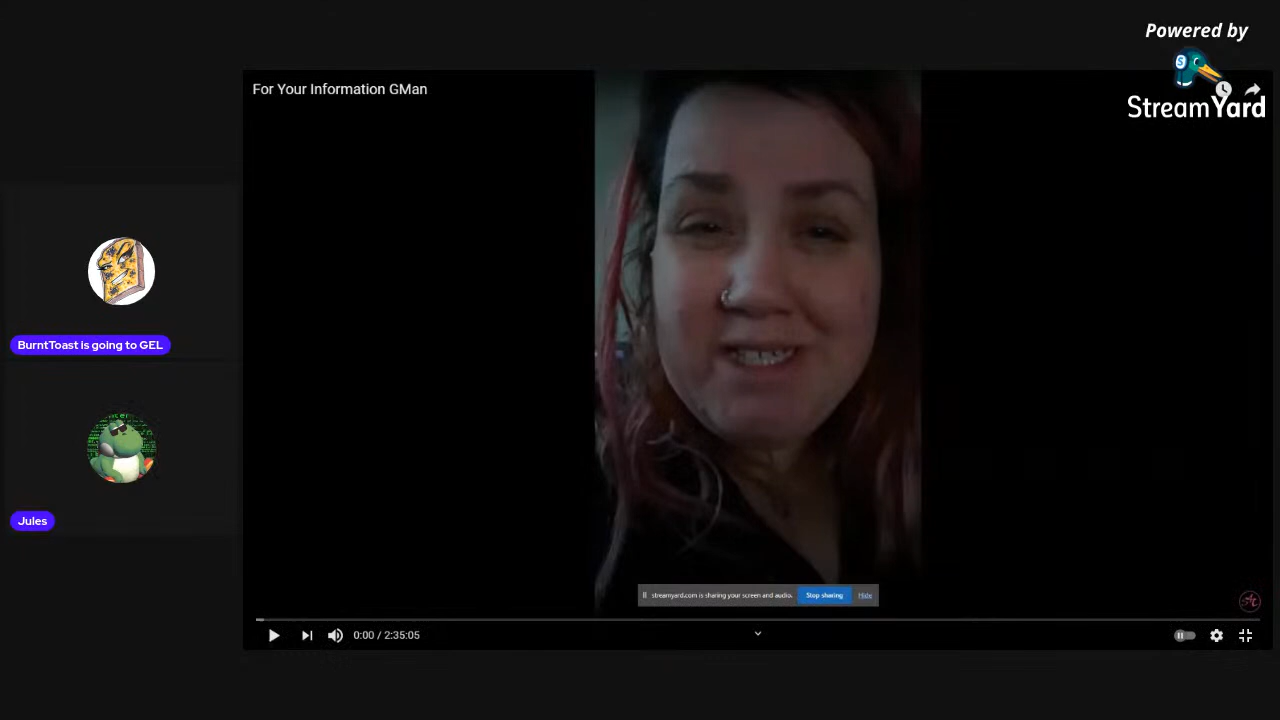 Powered by
StreamYard
For Your Information GMan
BurntToast is going to GEL
Jules
streamyard.com is sharing your screen and audio. Stop sharing Hide
0:00 / 2:35:05